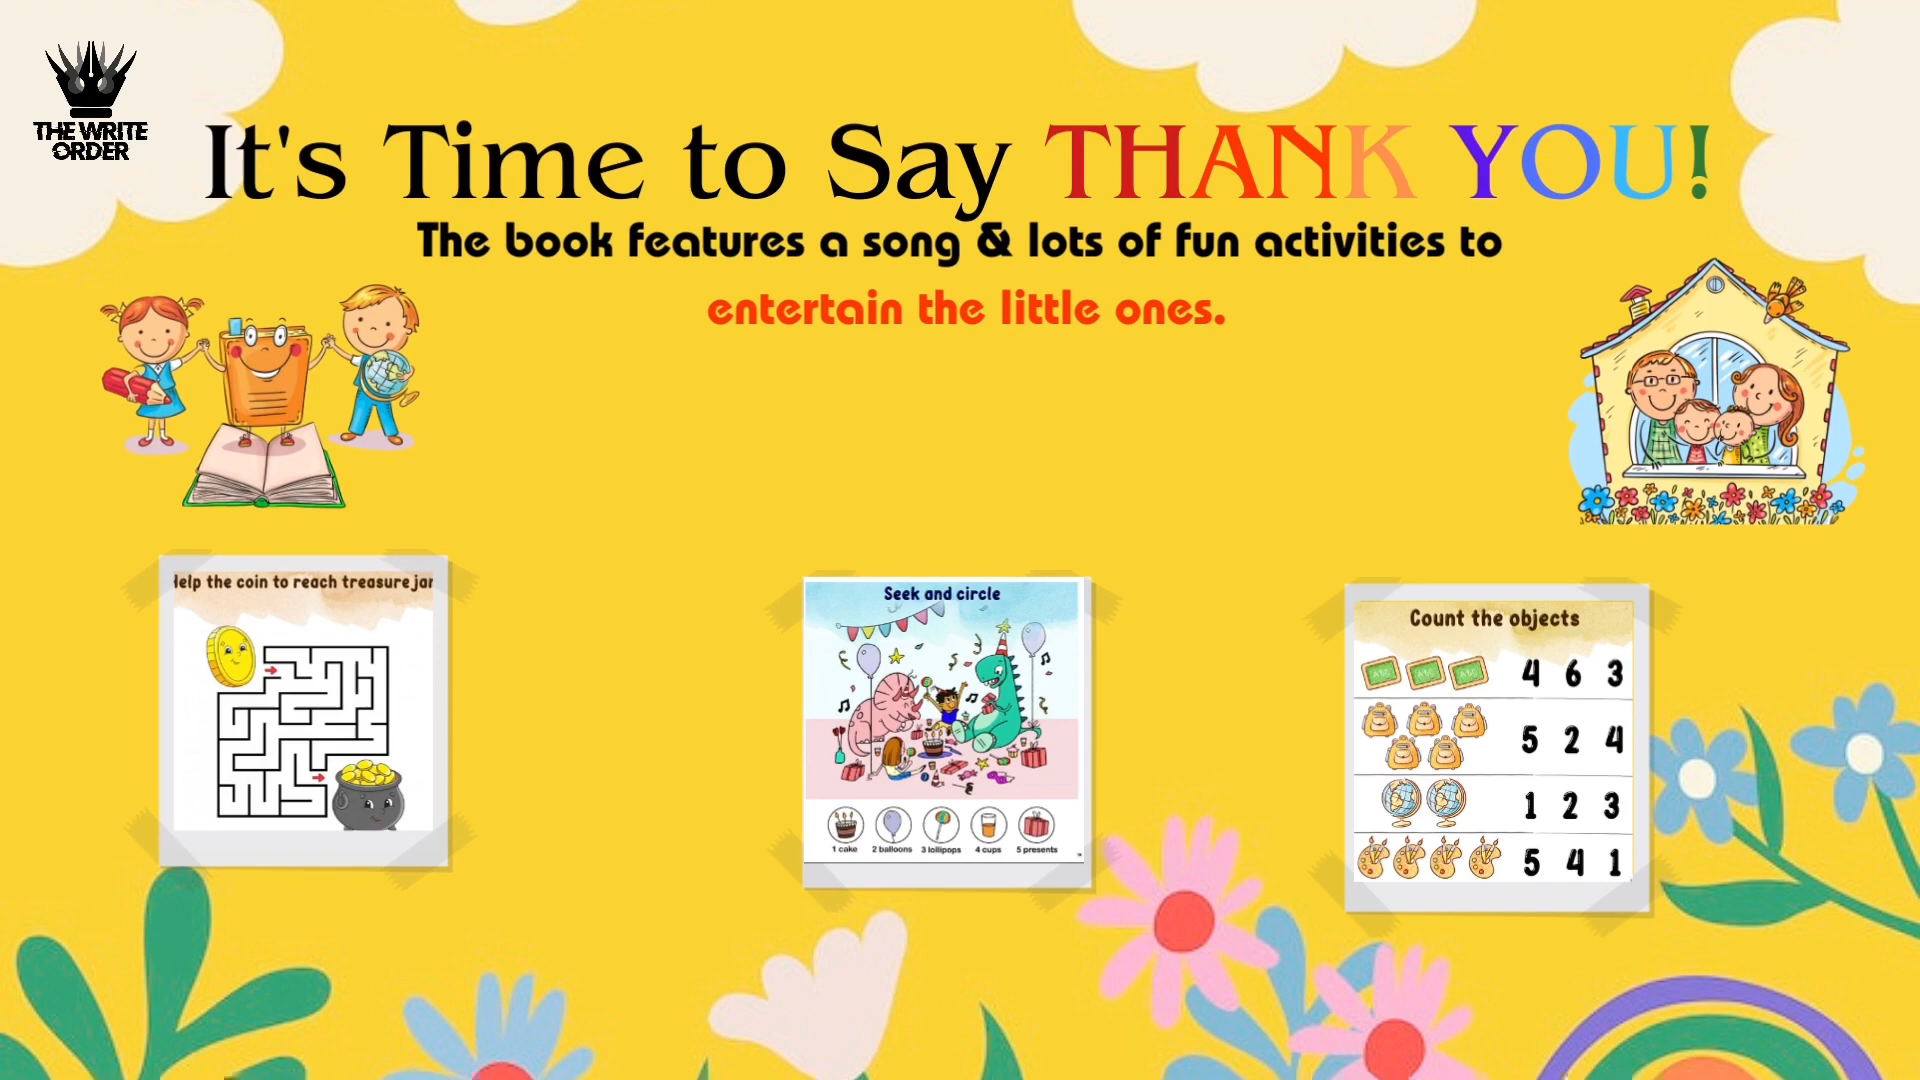 THE WRITE
ORDER
It's Time to Say THANK YOU!
The book features a song & lots of fun activities to
entertain the little ones.
Help the coin to reach treasure jar
Seek and circle
1 cake 2 balloons 3 lollipops 4 cups 5 presents
Count the objects
4 6 3
5 2 4
1 2 3
5 4 1